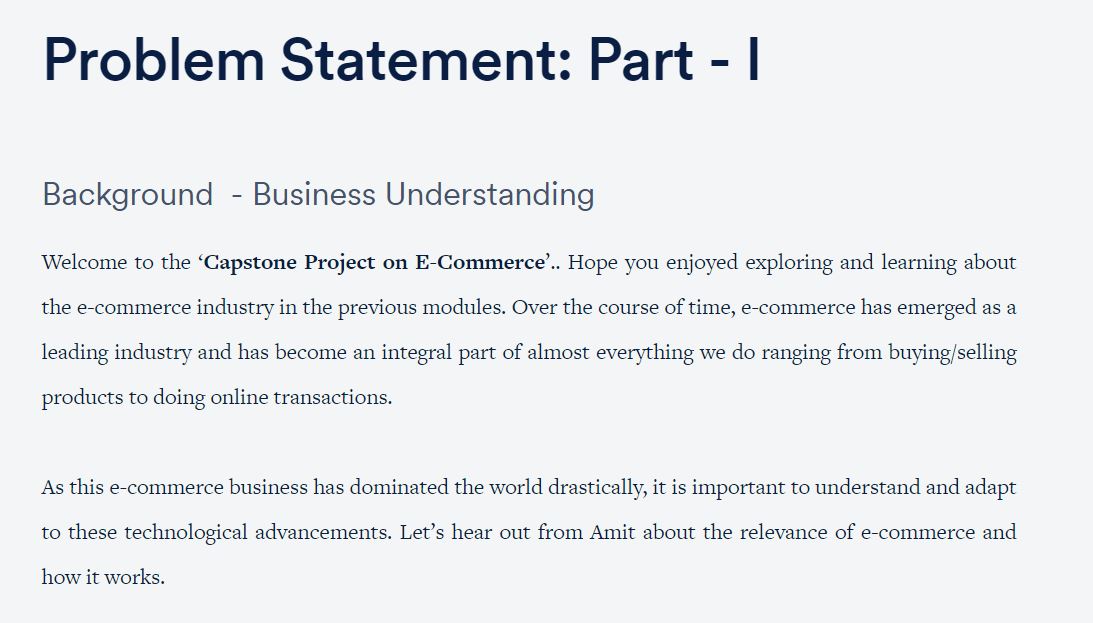 Problem Statement: Part - I
Background  - Business Understanding
Welcome to the ‘Capstone Project on E-Commerce’.. Hope you enjoyed exploring and learning about
the e-commerce industry in the previous modules. Over the course of time, e-commerce has emerged as a
leading industry and has become an integral part of almost everything we do ranging from buying/selling
products to doing online transactions.
As this e-commerce business has dominated the world drastically, it is important to understand and adapt
to these technological advancements. Let’s hear out from Amit about the relevance of e-commerce and
how it works.